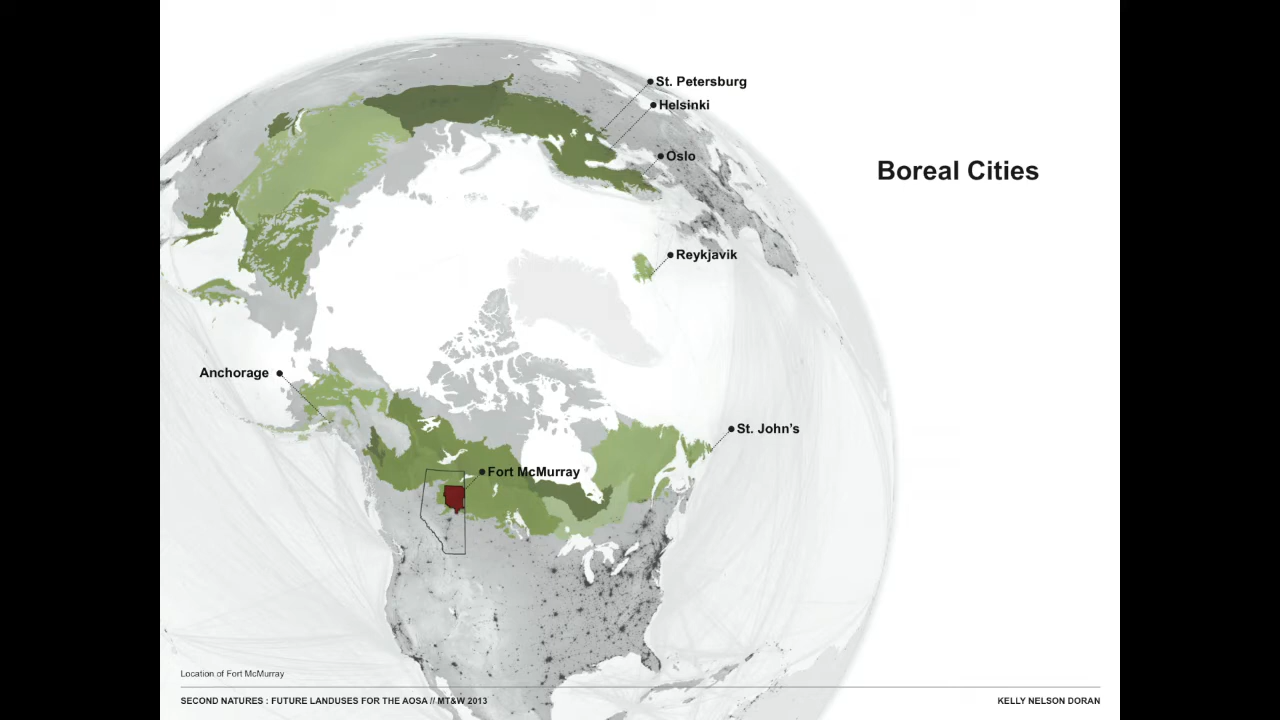 St. Petersburg
Helsinki
Oslo
Boreal Cities
Reykjavik
Anchorage
St. John's
Fort McMurray
Location of Fort McMurray
SECOND NATURES : FUTURE LANDUSES FOR THE AOSA // MT&W 2013
KELLY NELSON DORAN